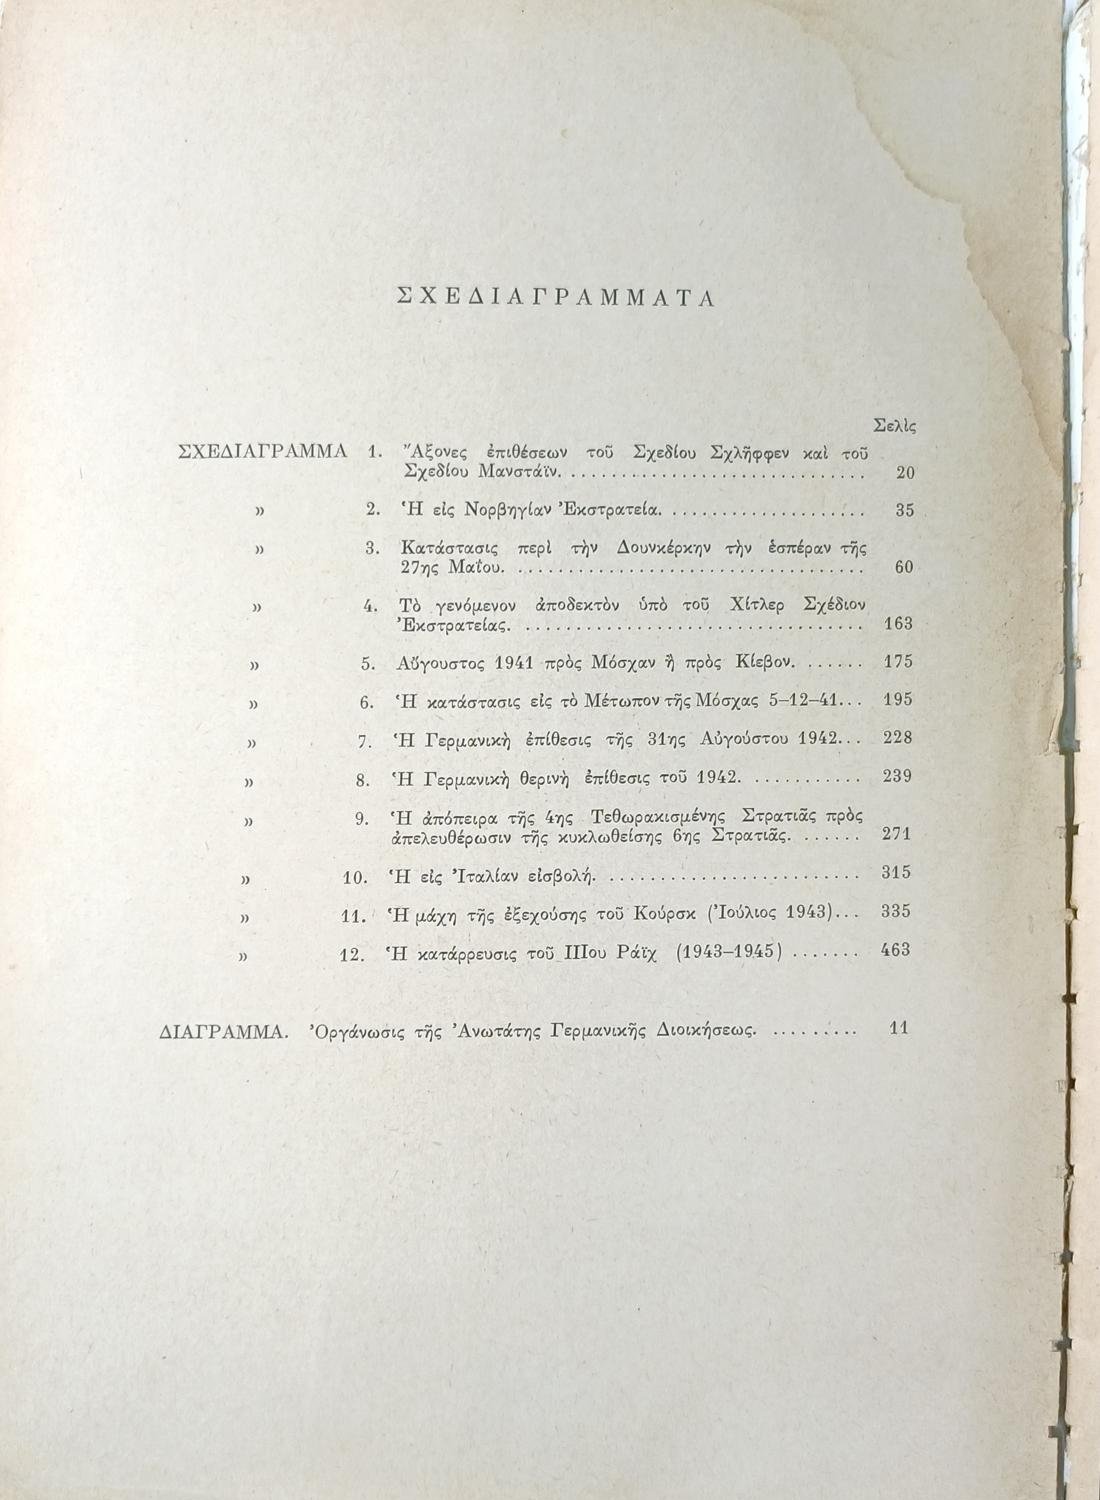 ΣΧΕΔΙΑΓΡΑΜΜΑΤΑ
Σελὶς
ΣΧΕΔΙΑΓΡΑΜΜΑ 1. Ἄξονες ἐπιθέσεων τοῦ Σχεδίου Σχλῆφφεν καὶ τοῦ
Σχεδίου Μανστάϊν. .............................. 20
» 2. Ἡ εἰς Νορβηγίαν Ἐκστρατεία. .................... 35
» 3. Κατάστασις περὶ τὴν Δουνκέρκην τὴν ἑσπέραν τῆς
27ης Μαΐου. ................................... 60
» 4. Τὸ γενόμενον ἀποδεκτὸν ὑπὸ τοῦ Χίτλερ Σχέδιον
Ἐκστρατείας. .................................. 163
» 5. Αὔγουστος 1941 πρὸς Μόσχαν ἢ πρὸς Κίεβον. ...... 175
» 6. Ἡ κατάστασις εἰς τὸ Μέτωπον τῆς Μόσχας 5–12–41... 195
» 7. Ἡ Γερμανικὴ ἐπίθεσις τῆς 31ης Αὐγούστου 1942... 228
» 8. Ἡ Γερμανικὴ θερινὴ ἐπίθεσις τοῦ 1942. ........... 239
» 9. Ἡ ἀπόπειρα τῆς 4ης Τεθωρακισμένης Στρατιᾶς πρὸς
ἀπελευθέρωσιν τῆς κυκλωθείσης 6ης Στρατιᾶς. ...... 271
» 10. Ἡ εἰς Ἰταλίαν εἰσβολή. ......................... 315
» 11. Ἡ μάχη τῆς ἐξεχούσης τοῦ Κούρσκ (Ἰούλιος 1943)... 335
» 12. Ἡ κατάρρευσις τοῦ ΙΙΙου Ράϊχ (1943–1945) ....... 463
ΔΙΑΓΡΑΜΜΑ. Ὀργάνωσις τῆς Ἀνωτάτης Γερμανικῆς Διοικήσεως. ......... 11